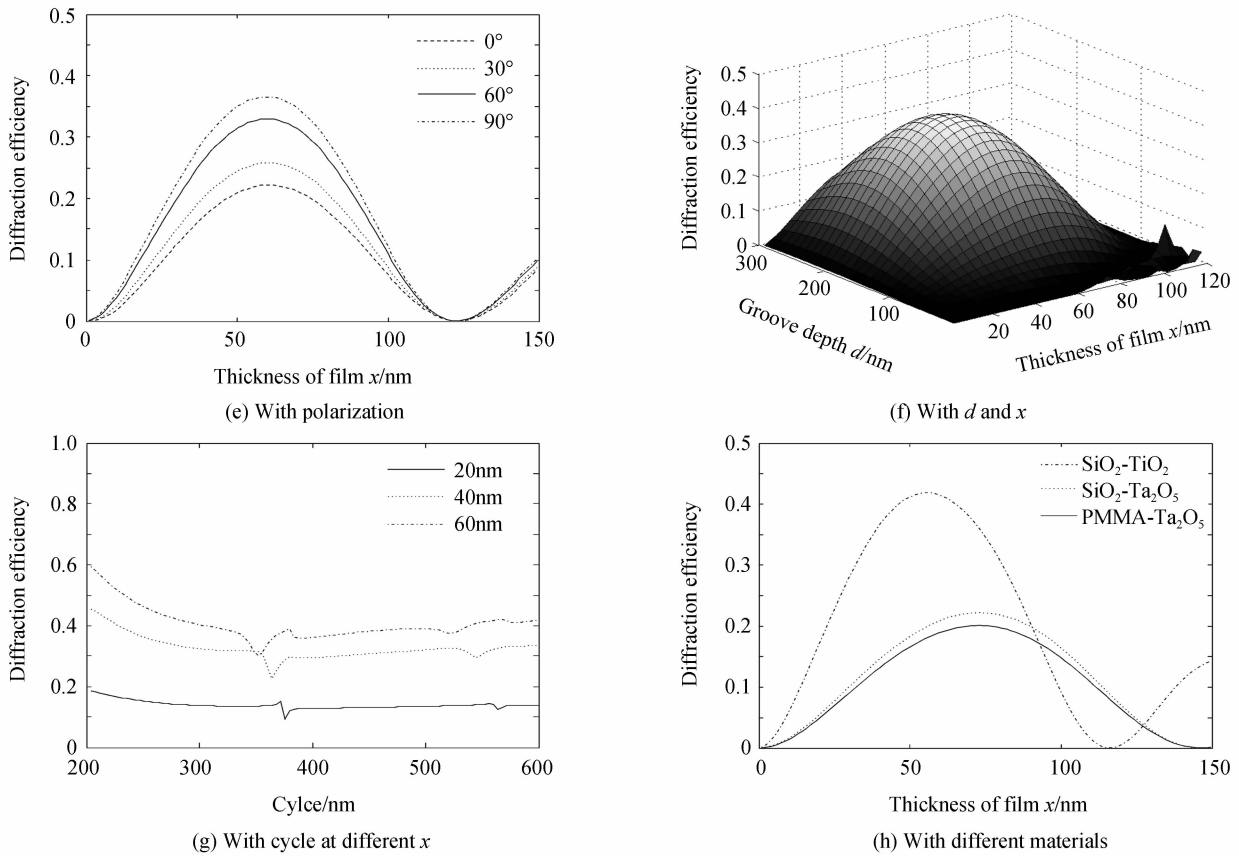 0.5
0.4
0.3
0.2
0.1
0
Diffraction efficiency
0°
30°
60°
90°
0 50 100 150
Thickness of film x/nm
(e) With polarization
0.5
0.4
0.3
0.2
0.1
0
Diffraction efficiency
300
200
100
Groove depth d/nm
20 40 60 80 100 120
Thickness of film x/nm
(f) With d and x
1.0
0.8
0.6
0.4
0.2
0
Diffraction efficiency
20nm
40nm
60nm
200 300 400 500 600
Cylce/nm
(g) With cycle at different x
0.5
0.4
0.3
0.2
0.1
0
Diffraction efficiency
SiO₂-TiO₂
SiO₂-Ta₂O₅
PMMA-Ta₂O₅
0 50 100 150
Thickness of film x/nm
(h) With different materials